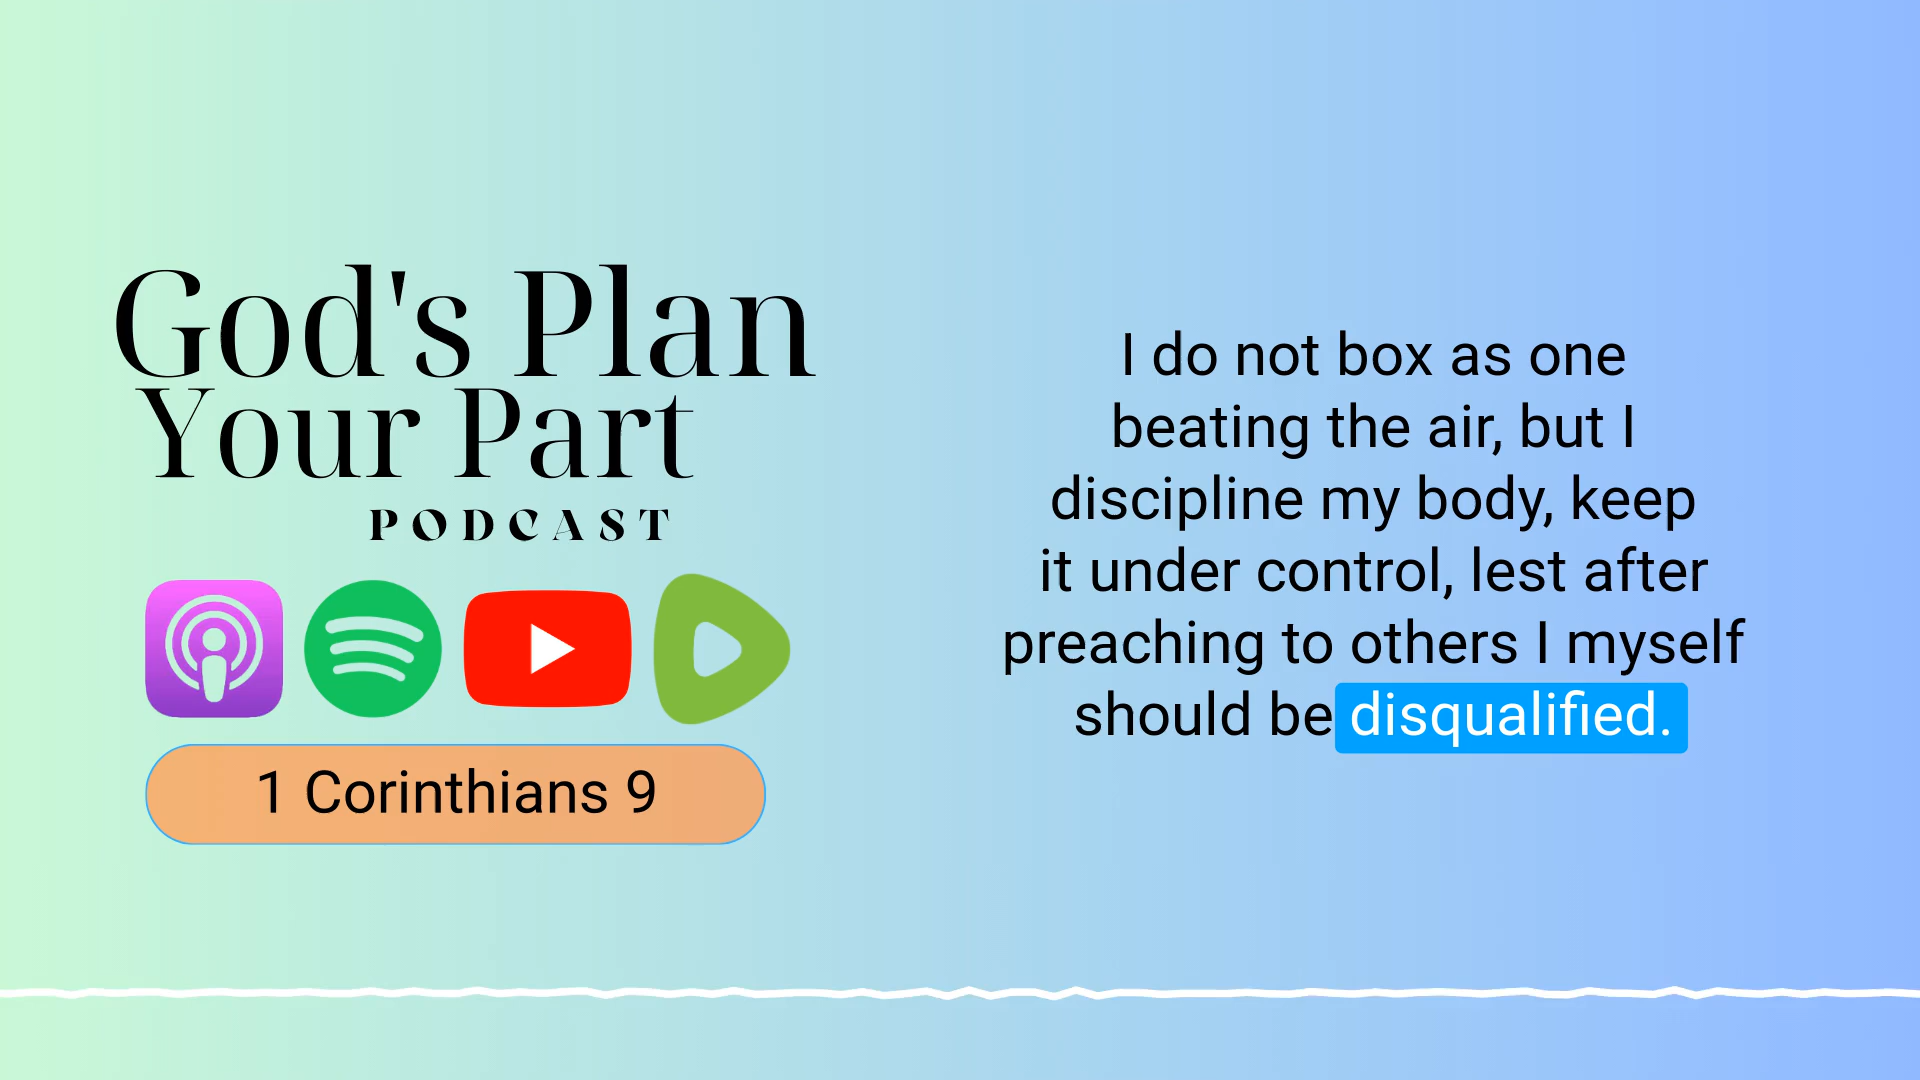 God's Plan
Your Part
PODCAST
1 Corinthians 9
I do not box as one
beating the air, but I
discipline my body, keep
it under control, lest after
preaching to others I myself
should be disqualified.